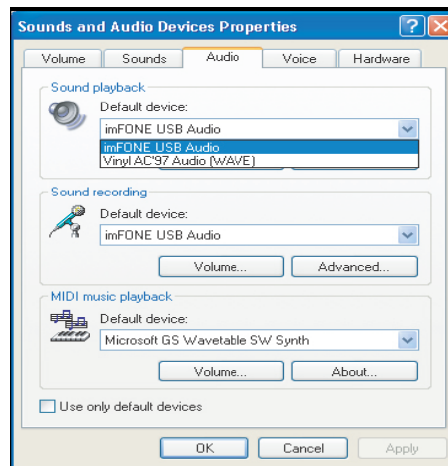 Sounds and Audio Devices Properties
Volume Sounds Audio Voice Hardware
Sound playback
Default device:
imFONE USB Audio
imFONE USB Audio
Vinyl AC'97 Audio (WAVE)
Sound recording
Default device:
imFONE USB Audio
Volume... Advanced...
MIDI music playback
Default device:
Microsoft GS Wavetable SW Synth
Volume... About...
Use only default devices
OK Cancel Apply